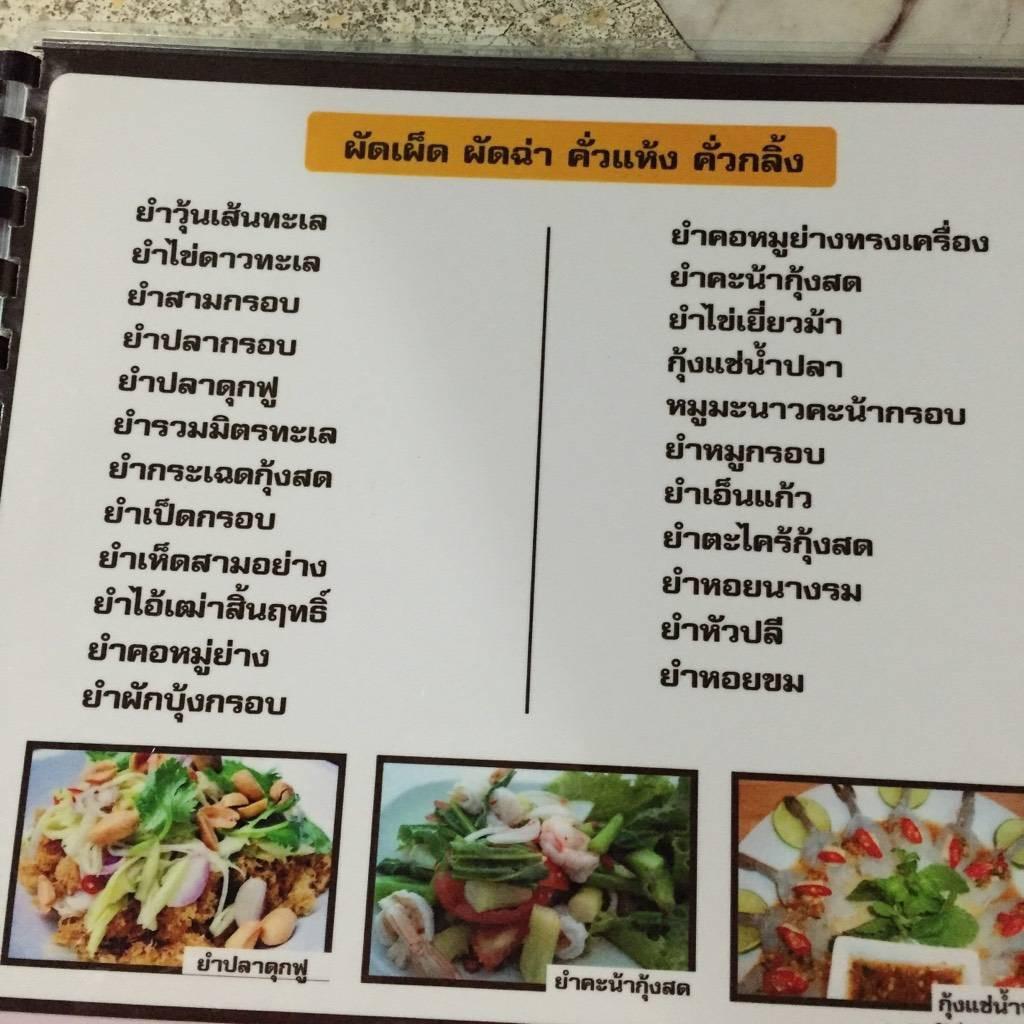 ผัดเผ็ด ผัดฉ่า คั่วแห้ง คั่วกลิ้ง
ยำวุ้นเส้นทะเล
ยำไข่ดาวทะเล
ยำสามกรอบ
ยำปลากรอบ
ยำปลาดุกฟู
ยำรวมมิตรทะเล
ยำกระเฉดกุ้งสด
ยำเป็ดกรอบ
ยำเห็ดสามอย่าง
ยำไอ้เฒ่าสิ้นฤทธิ์
ยำคอหมู่ย่าง
ยำผักบุ้งกรอบ
ยำคอหมูย่างทรงเครื่อง
ยำคะน้ากุ้งสด
ยำไข่เยี่ยวม้า
กุ้งแช่น้ำปลา
หมูมะนาวคะน้ากรอบ
ยำหมูกรอบ
ยำเอ็นแก้ว
ยำตะไคร้กุ้งสด
ยำหอยนางรม
ยำหัวปลี
ยำหอยขม
ยำปลาดุกฟู
ยำคะน้ากุ้งสด
กุ้งแช่น้ำ